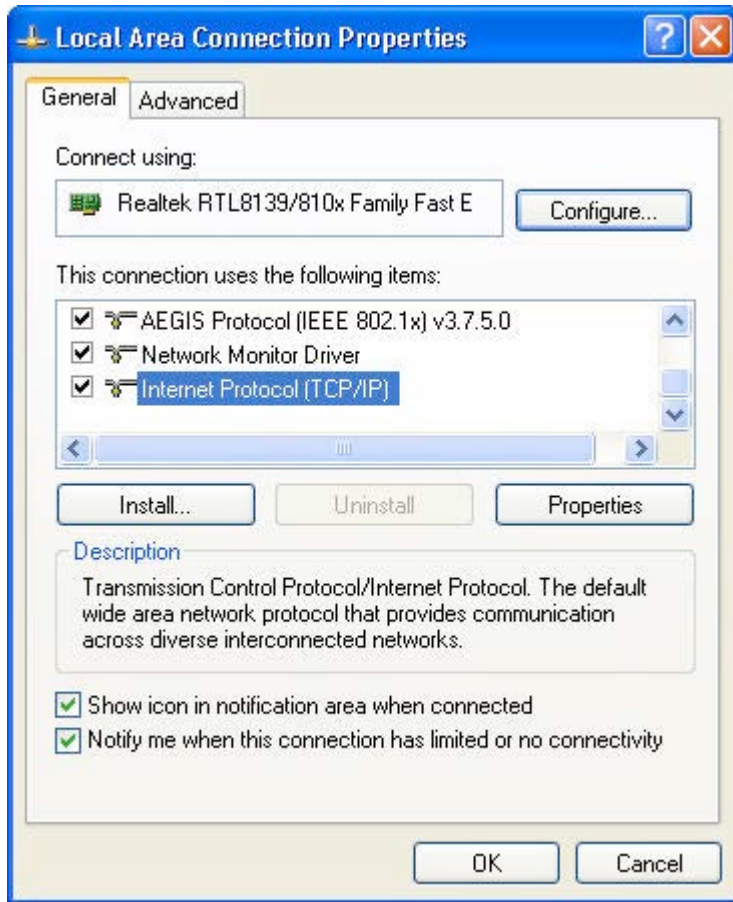 Local Area Connection Properties
General
Advanced
Connect using:
Realtek RTL8139/810x Family Fast E
Configure...
This connection uses the following items:
AEGIS Protocol (IEEE 802.1x) v3.7.5.0
Network Monitor Driver
Internet Protocol (TCP/IP)
Install...
Uninstall
Properties
Description
Transmission Control Protocol/Internet Protocol. The default
wide area network protocol that provides communication
across diverse interconnected networks.
Show icon in notification area when connected
Notify me when this connection has limited or no connectivity
OK
Cancel